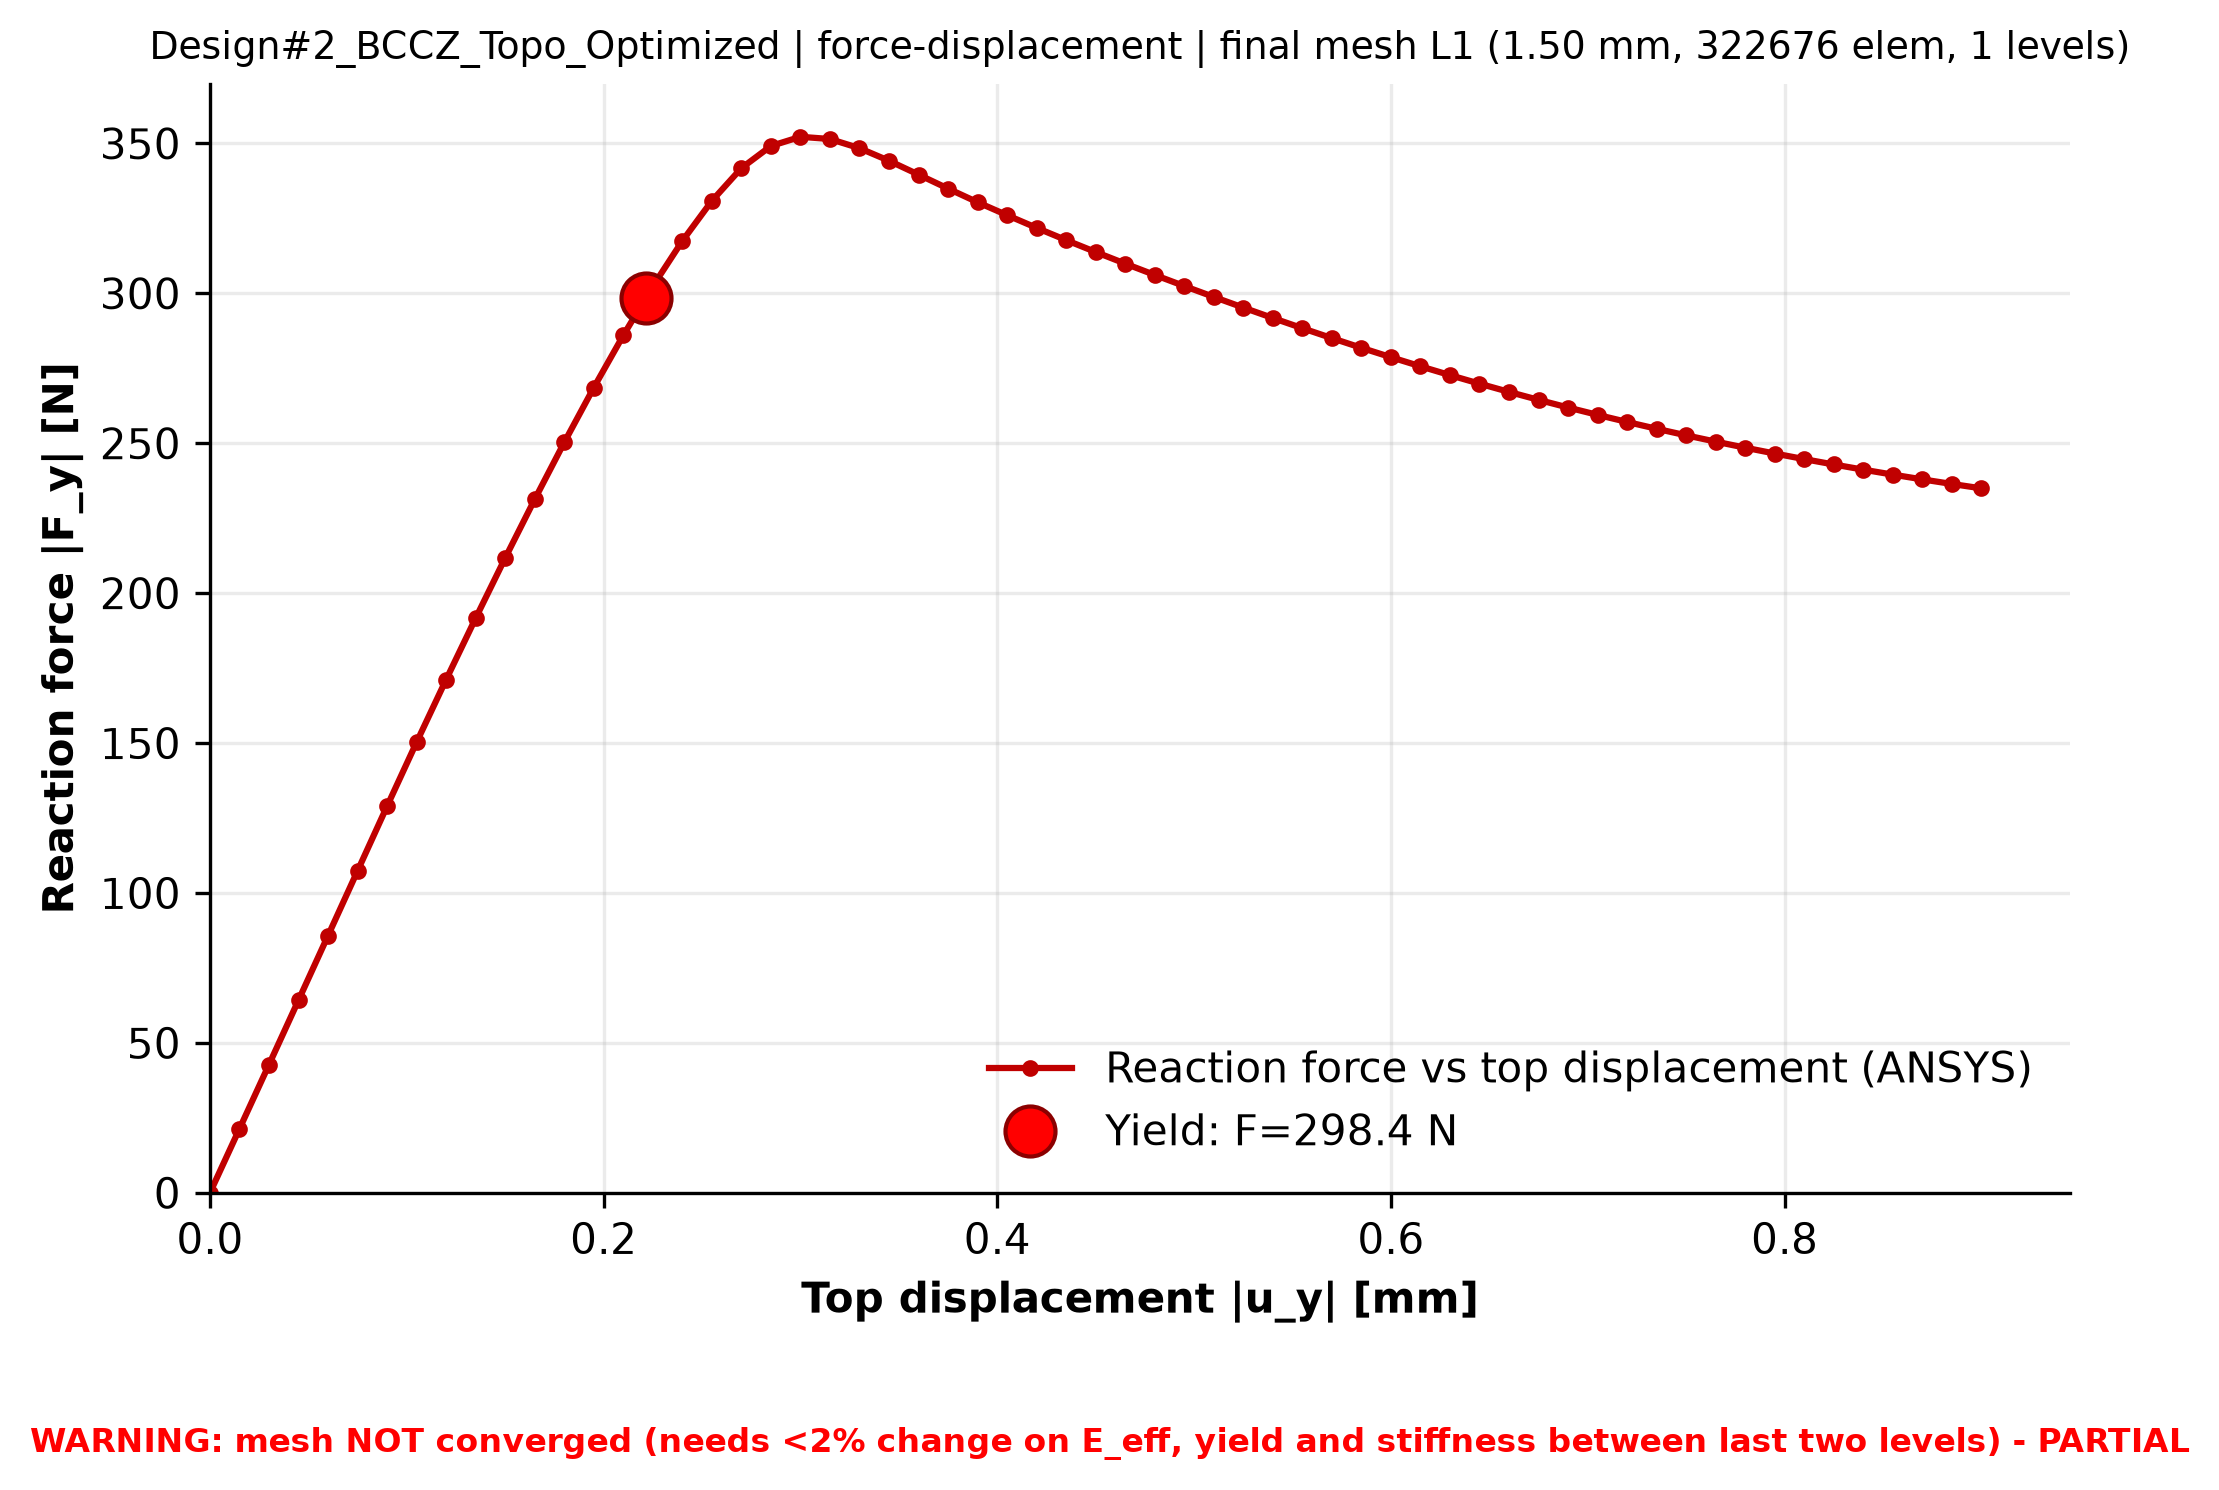 Design#2_BCCZ_Topo_Optimized | force-displacement | final mesh L1 (1.50 mm, 322676 elem, 1 levels)
Reaction force |F_y| [N]
350
300
250
200
150
100
50
0
0.0
0.2
0.4
0.6
0.8
Reaction force vs top displacement (ANSYS)
Yield: F=298.4 N
Top displacement |u_y| [mm]
WARNING: mesh NOT converged (needs <2% change on E_eff, yield and stiffness between last two levels) - PARTIAL